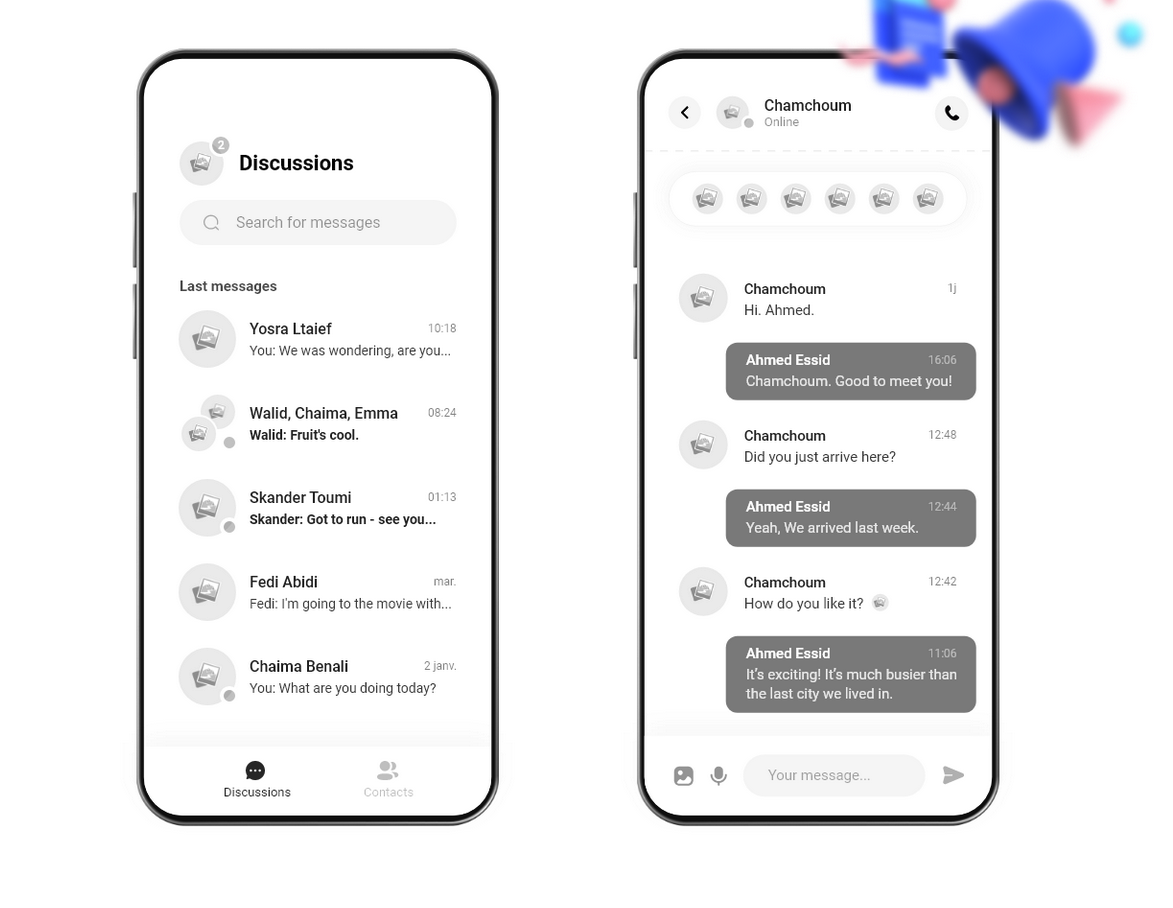 2
Discussions
Search for messages
Last messages
Yosra Ltaief 10:18
You: We was wondering, are you...
Walid, Chaima, Emma 08:24
Walid: Fruit's cool.
Skander Toumi 01:13
Skander: Got to run - see you...
Fedi Abidi mar.
Fedi: I'm going to the movie with...
Chaima Benali 2 janv.
You: What are you doing today?
Discussions Contacts
Chamchoum
Online
Chamchoum 1j
Hi. Ahmed.
Ahmed Essid 16:06
Chamchoum. Good to meet you!
Chamchoum 12:48
Did you just arrive here?
Ahmed Essid 12:44
Yeah, We arrived last week.
Chamchoum 12:42
How do you like it?
Ahmed Essid 11:06
It's exciting! It's much busier than
the last city we lived in.
Your message...